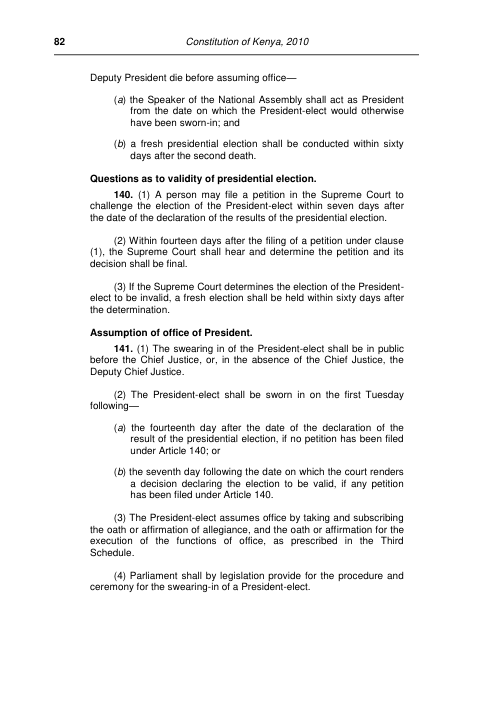 82 Constitution of Kenya, 2010
Deputy President die before assuming office—
(a) the Speaker of the National Assembly shall act as President
from the date on which the President-elect would otherwise
have been sworn-in; and
(b) a fresh presidential election shall be conducted within sixty
days after the second death.
Questions as to validity of presidential election.
140. (1) A person may file a petition in the Supreme Court to
challenge the election of the President-elect within seven days after
the date of the declaration of the results of the presidential election.
(2) Within fourteen days after the filing of a petition under clause
(1), the Supreme Court shall hear and determine the petition and its
decision shall be final.
(3) If the Supreme Court determines the election of the President-
elect to be invalid, a fresh election shall be held within sixty days after
the determination.
Assumption of office of President.
141. (1) The swearing in of the President-elect shall be in public
before the Chief Justice, or, in the absence of the Chief Justice, the
Deputy Chief Justice.
(2) The President-elect shall be sworn in on the first Tuesday
following—
(a) the fourteenth day after the date of the declaration of the
result of the presidential election, if no petition has been filed
under Article 140; or
(b) the seventh day following the date on which the court renders
a decision declaring the election to be valid, if any petition
has been filed under Article 140.
(3) The President-elect assumes office by taking and subscribing
the oath or affirmation of allegiance, and the oath or affirmation for the
execution of the functions of office, as prescribed in the Third
Schedule.
(4) Parliament shall by legislation provide for the procedure and
ceremony for the swearing-in of a President-elect.